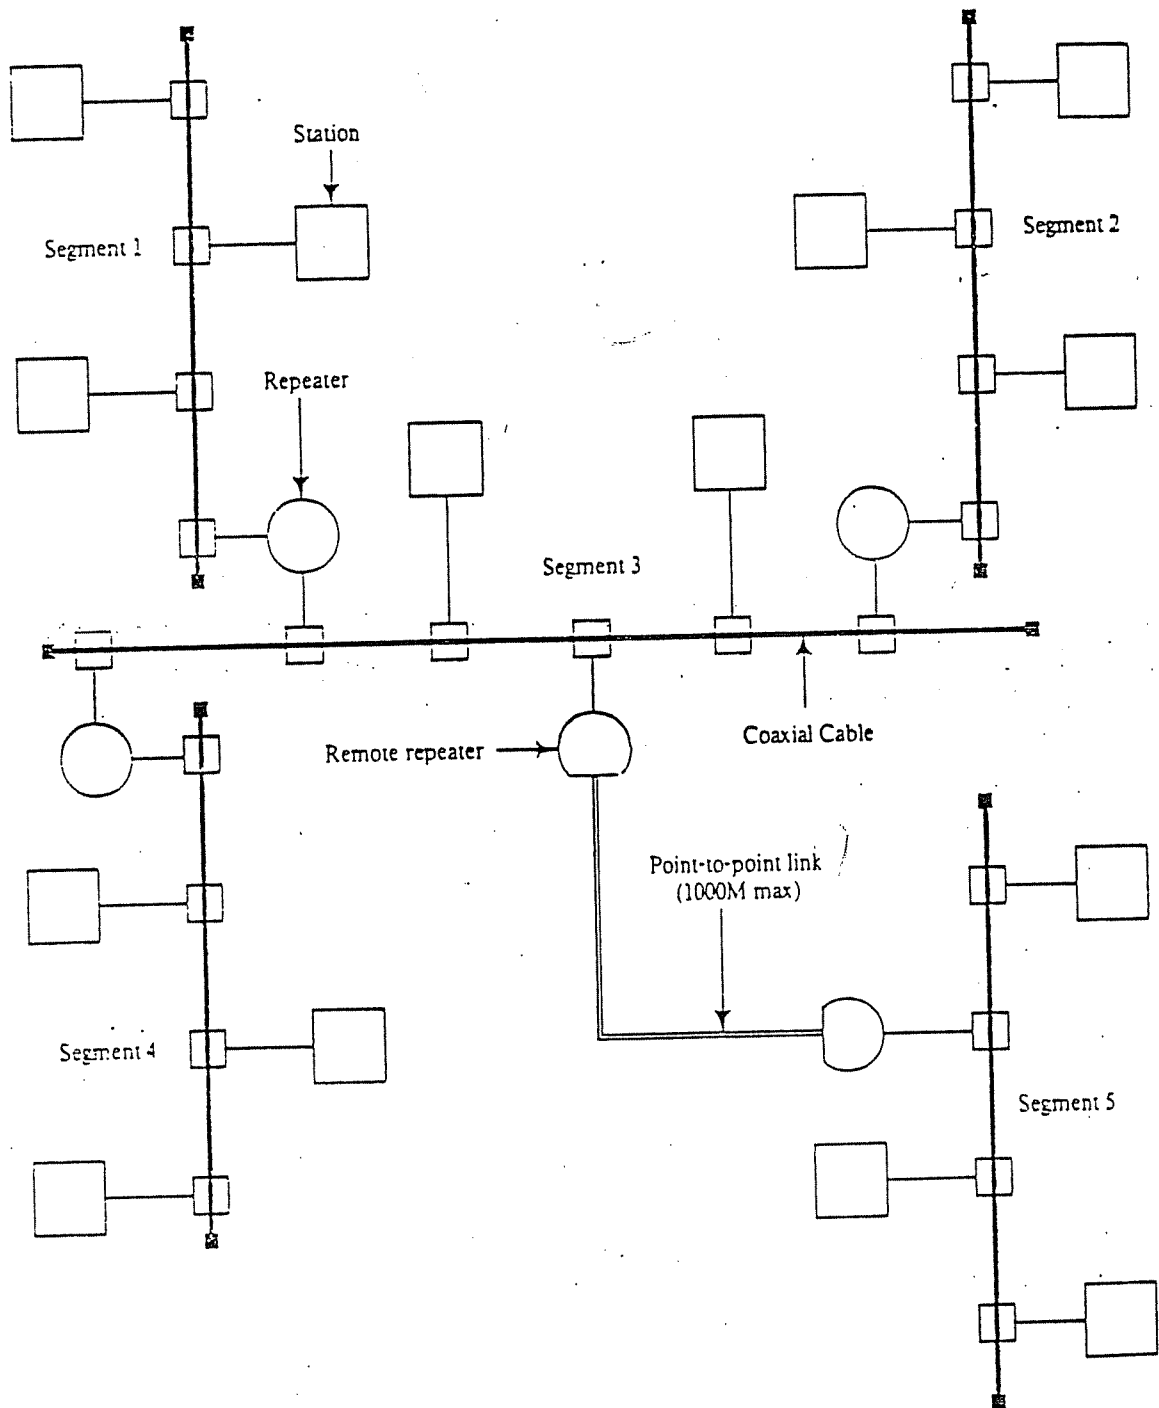 Station
Segment 1
Segment 2
Repeater
Segment 3
Coaxial Cable
Remote repeater
Point-to-point link
(1000M max)
Segment 4
Segment 5